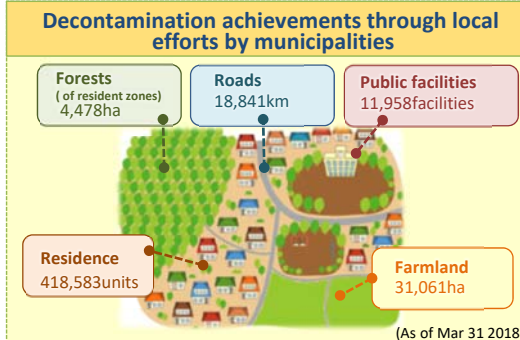 Decontamination achievements through local
efforts by municipalities
Forests
( of resident zones)
4,478ha
Roads
18,841km
Public facilities
11,958facilities
Residence
418,583units
Farmland
31,061ha
(As of Mar 31 2018